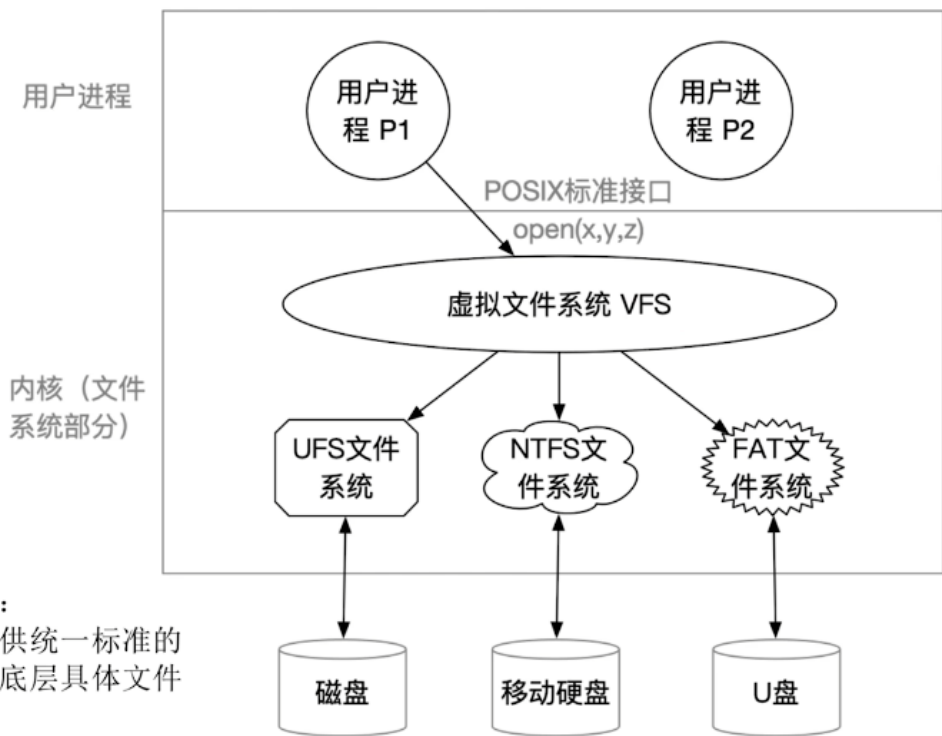 用户进程
用户进
程 P1
用户进
程 P2
POSIX标准接口
open(x,y,z)
虚拟文件系统 VFS
内核（文件
系统部分）
UFS文件
系统
NTFS文
件系统
FAT文
件系统
：
供统一标准的
底层具体文件
磁盘
移动硬盘
U盘